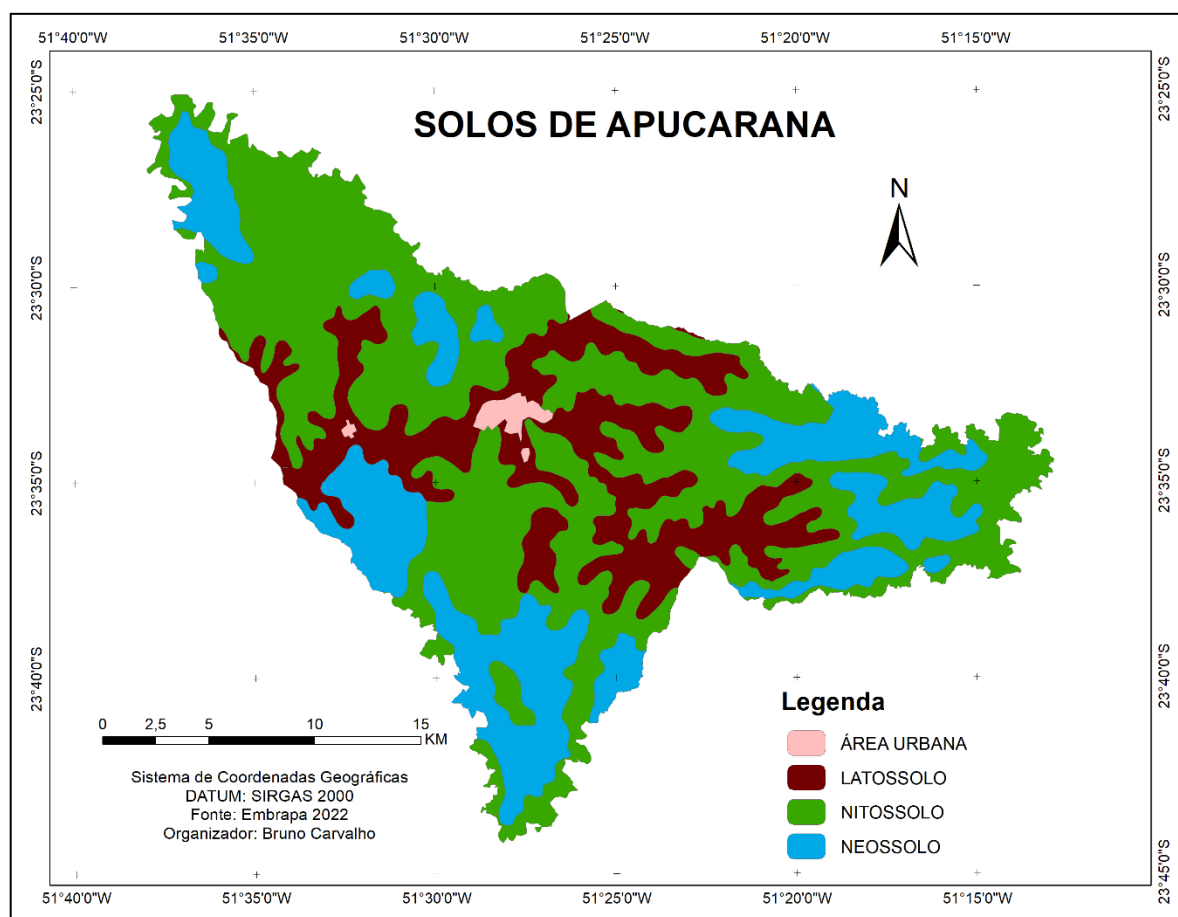 51°40'0"W 51°35'0"W 51°30'0"W 51°25'0"W 51°20'0"W 51°15'0"W
23°25'0"S 23°25'0"S
SOLOS DE APUCARANA
N
23°30'0"S 23°30'0"S
23°35'0"S 23°35'0"S
23°40'0"S 23°40'0"S
Legenda
0 2,5 5 10 15
KM
ÁREA URBANA
LATOSSOLO
NITOSSOLO
NEOSSOLO
Sistema de Coordenadas Geográficas
DATUM: SIRGAS 2000
Fonte: Embrapa 2022
Organizador: Bruno Carvalho
23°45'0"S 23°45'0"S
51°40'0"W 51°35'0"W 51°30'0"W 51°25'0"W 51°20'0"W 51°15'0"W